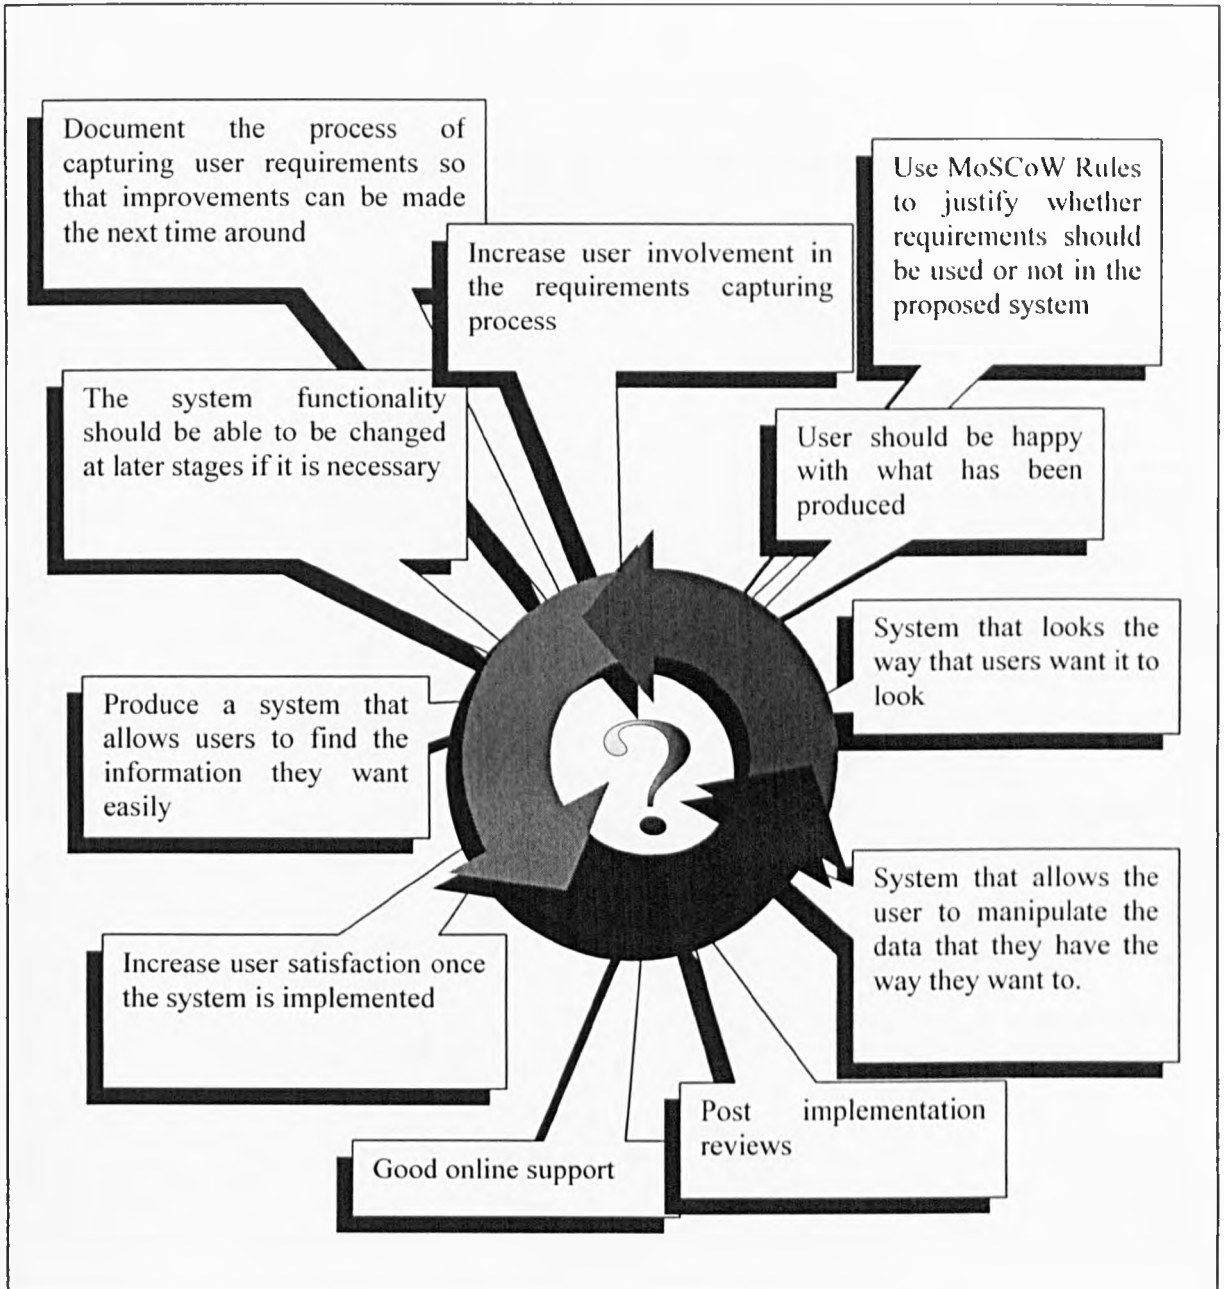 Document the process of
capturing user requirements so
that improvements can be made
the next time around
Increase user involvement in
the requirements capturing
process
Use MoSCoW Rules
to justify whether
requirements should
be used or not in the
proposed system
The system functionality
should be able to be changed
at later stages if it is necessary
User should be happy
with what has been
produced
System that looks the
way that users want it to
look
Produce a system that
allows users to find the
information they want
easily
?
System that allows the
user to manipulate the
data that they have the
way they want to.
Increase user satisfaction once
the system is implemented
Post implementation
reviews
Good online support